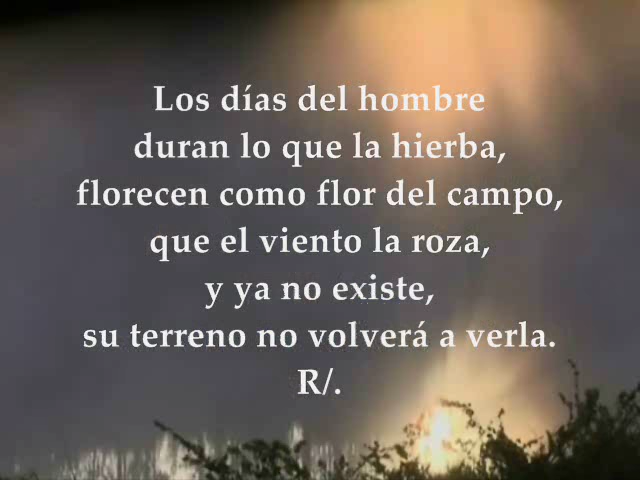 Los días del hombre
duran lo que la hierba,
florecen como flor del campo,
que el viento la roza,
y ya no existe,
su terreno no volverá a verla.
R/.